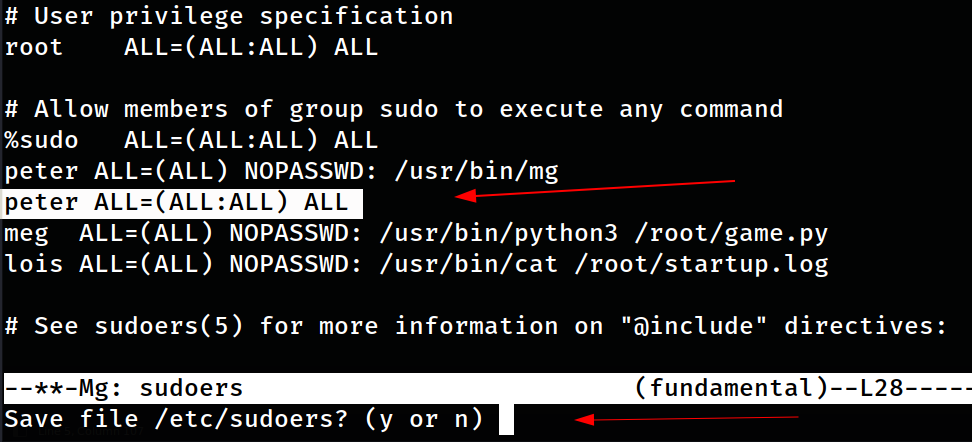 # User privilege specification
root    ALL=(ALL:ALL) ALL
# Allow members of group sudo to execute any command
%sudo   ALL=(ALL:ALL) ALL
peter ALL=(ALL) NOPASSWD: /usr/bin/mg
peter ALL=(ALL:ALL) ALL
meg  ALL=(ALL) NOPASSWD: /usr/bin/python3 /root/game.py
lois ALL=(ALL) NOPASSWD: /usr/bin/cat /root/startup.log
# See sudoers(5) for more information on "@include" directives:
--**-Mg: sudoers                          (fundamental)--L28-----
Save file /etc/sudoers? (y or n)